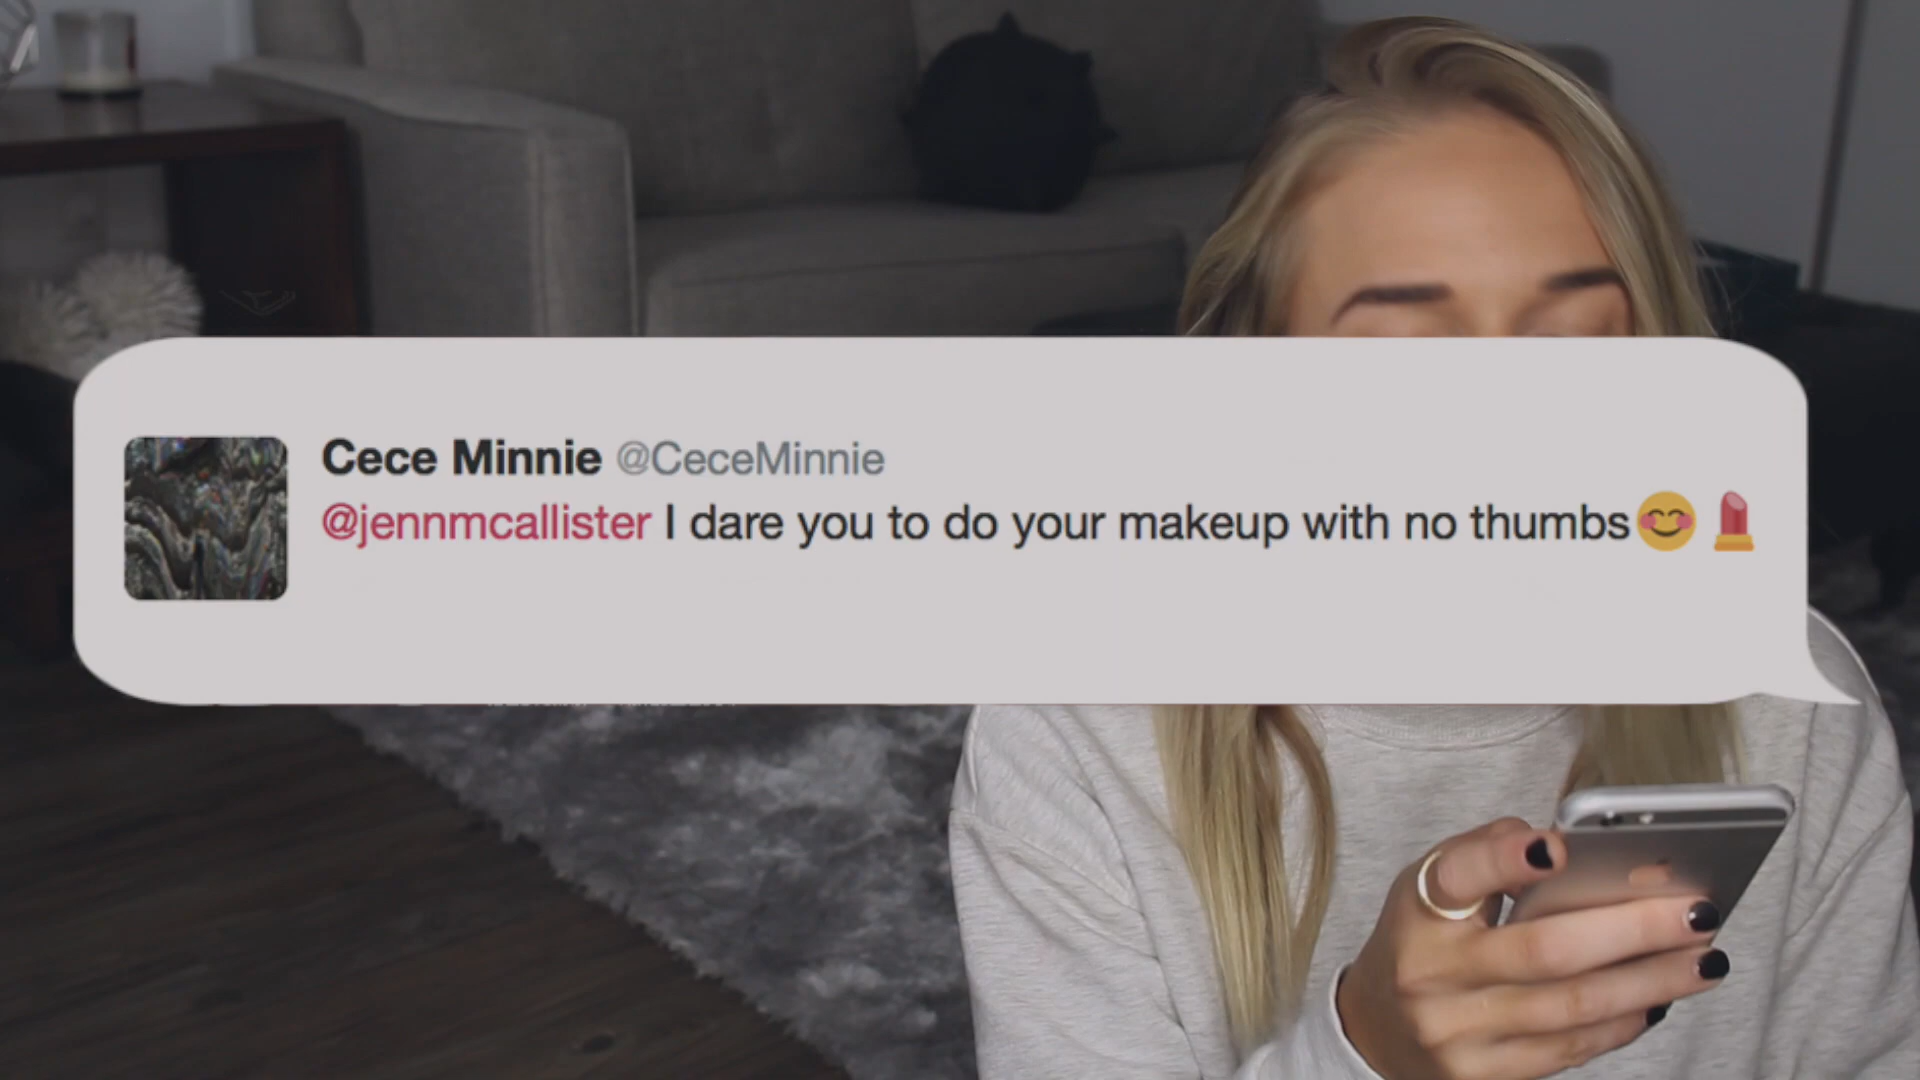 Cece Minnie @CeceMinnie
@jennmcallister I dare you to do your makeup with no thumbs😊💄